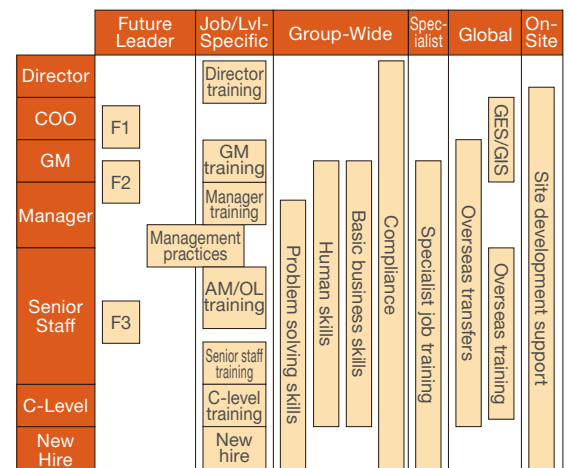 Future
Leader
Job/Lvl-
Specific
Group-Wide
Spec-
ialist
Global
On-
Site
Director
COO
GM
Manager
Senior
Staff
C-Level
New
Hire
F1
F2
F3
Management
practices
Director
training
GM
training
Manager
training
AM/OL
training
Senior staff
training
C-level
training
New
hire
Problem solving skills
Human skills
Basic business skills
Compliance
Specialist job training
Overseas transfers
GES/GIS
Overseas training
Site development support